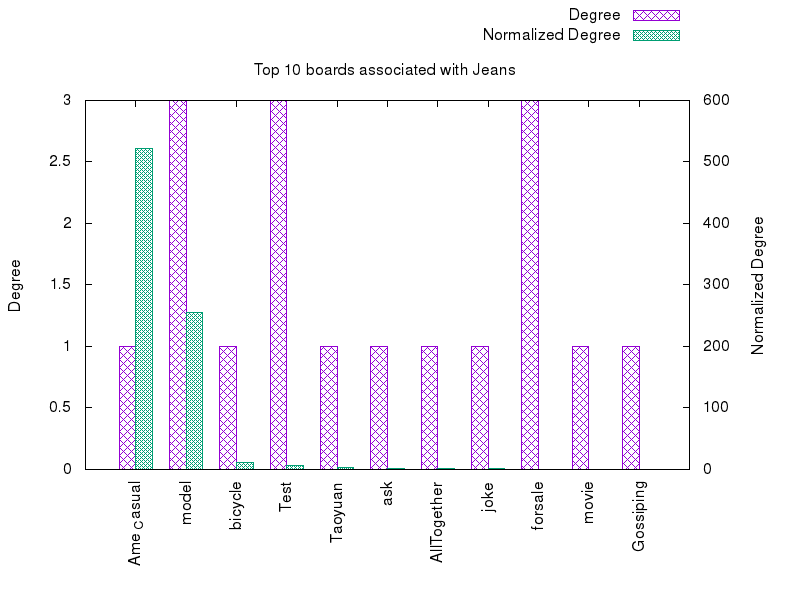 Degree
Normalized Degree
Top 10 boards associated with Jeans
3
2.5
2
1.5
1
0.5
0
600
500
400
300
200
100
0
Degree
Normalized Degree
Ame casual
model
bicycle
Test
Taoyuan
ask
AllTogether
joke
forsale
movie
Gossiping